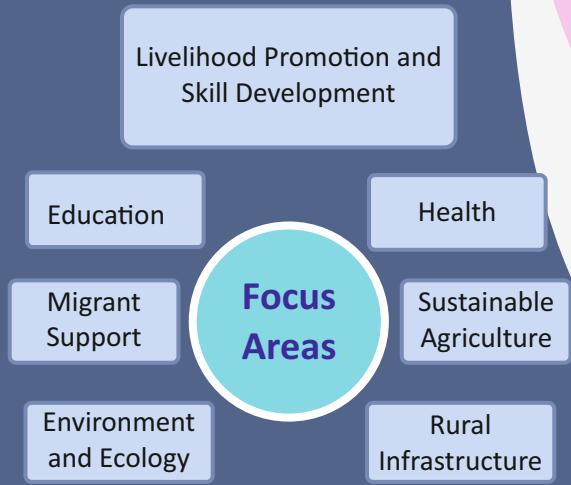 Livelihood Promotion and
Skill Development
Education
Health
Focus
Areas
Migrant
Support
Sustainable
Agriculture
Environment
and Ecology
Rural
Infrastructure